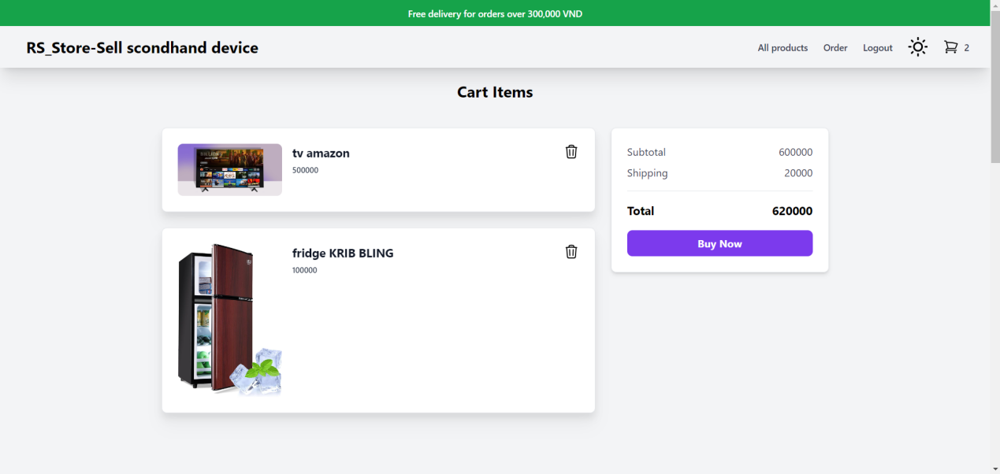 Free delivery for orders over 300,000 VND
RS_Store-Sell scondhand device
All products
Order
Logout
2
Cart Items
tv amazon
500000
fridge KRIB BLING
100000
Subtotal 600000
Shipping 20000
Total 620000
Buy Now